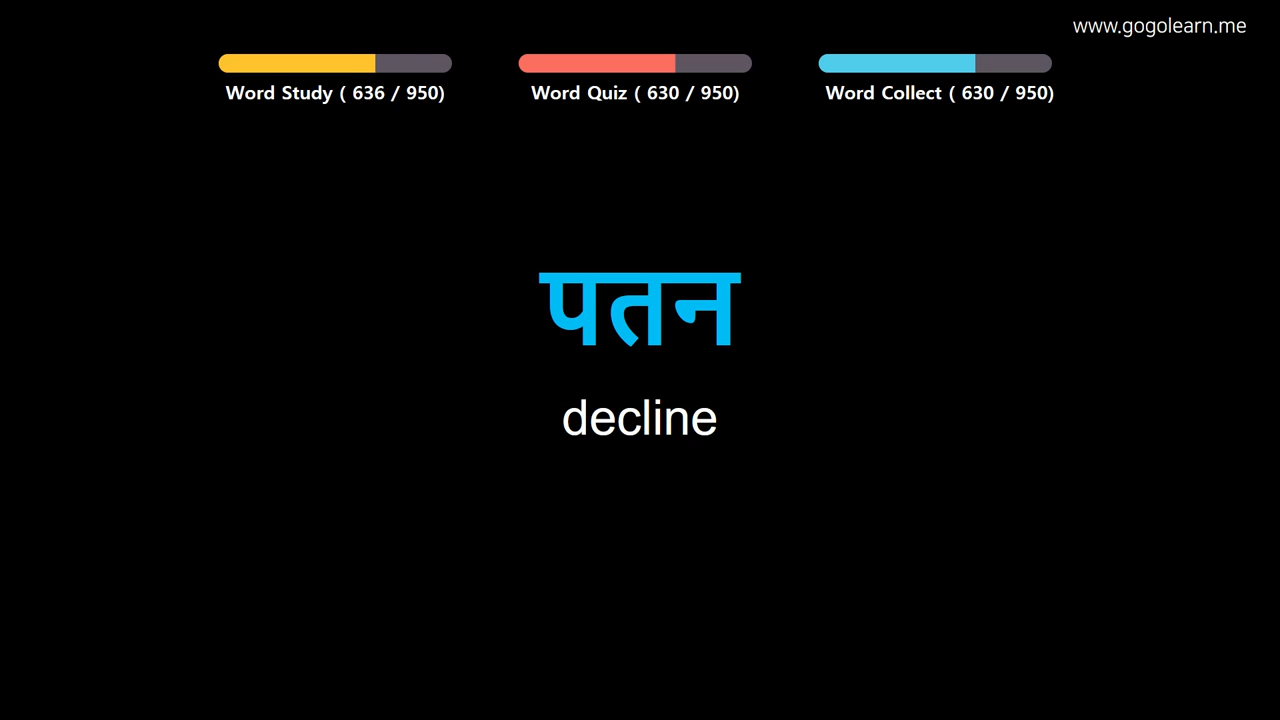 www.gogolearn.me
Word Study ( 636 / 950)
Word Quiz ( 630 / 950)
Word Collect ( 630 / 950)
पतन
decline